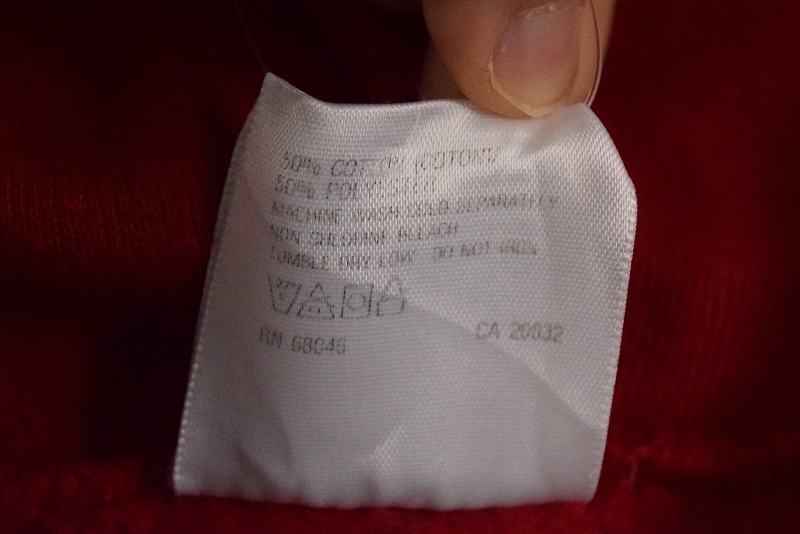 50% COTTON (COTON)
50% POLYESTER
MACHINE WASH COLD SEPARATELY
NON CHLORINE BLEACH
TUMBLE DRY LOW DO NOT IRON
RN 68046 CA 20032